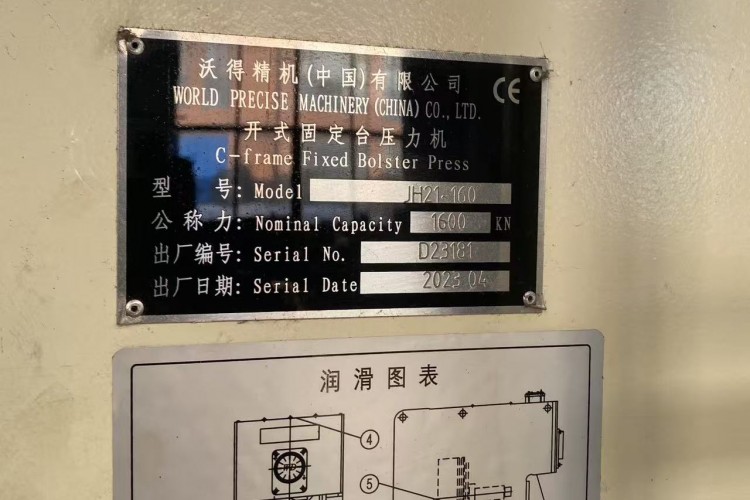 沃得精机(中国)有限公司
CE
WORLD PRECISE MACHINERY(CHINA) CO., LTD.
开式固定台压力机
C-frame Fixed Bolster Press
型 号: Model JH21-160
公称力: Nominal Capacity 1600 KN
出厂编号: Serial No. D23181
出厂日期: Serial Date 2023.04
润滑图表
4
5